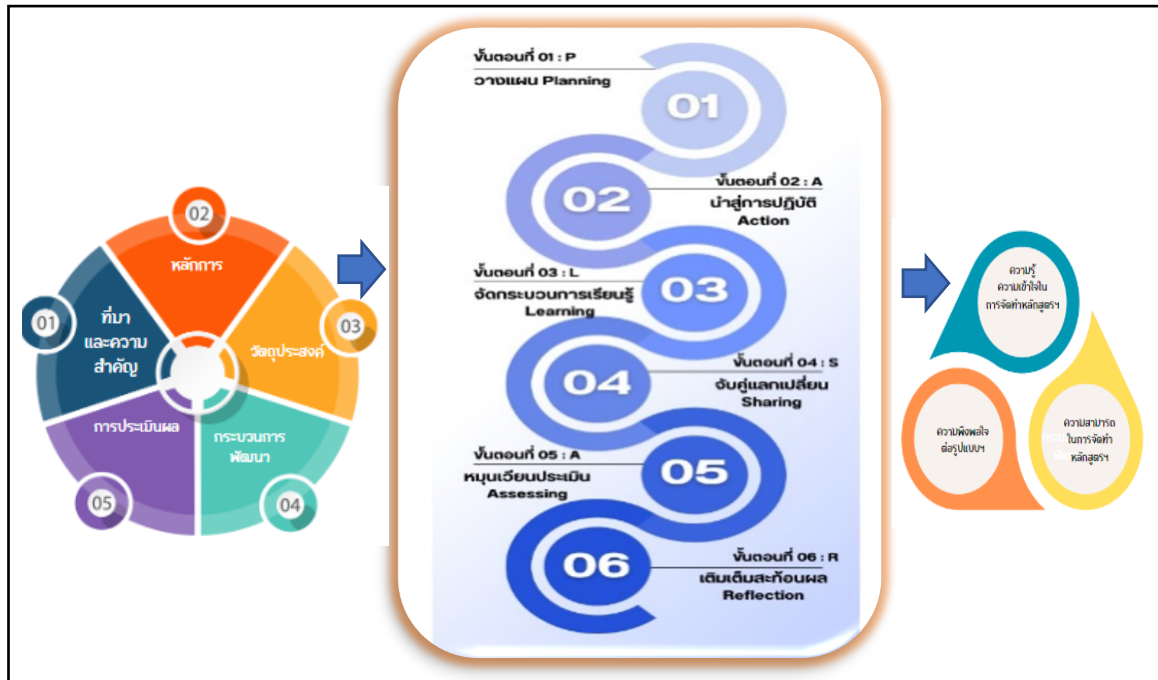 01
ที่มา
และความ
สำคัญ
02
หลักการ
03
วัตถุประสงค์
04
กระบวนการ
พัฒนา
05
การประเมินผล
ขั้นตอนที่ 01 : P
วางแผน Planning
01
ขั้นตอนที่ 02 : A
นำสู่การปฏิบัติ
Action
02
ขั้นตอนที่ 03 : L
จัดกระบวนการเรียนรู้
Learning
03
ขั้นตอนที่ 04 : S
จับคู่แลกเปลี่ยน
Sharing
04
ขั้นตอนที่ 05 : A
หมุนเวียนประเมิน
Assessing
05
ขั้นตอนที่ 06 : R
เติมเต็มสะท้อนผล
Reflection
06
ความรู้
ความเข้าใจใน
การจัดทำหลักสูตรฯ
ความพึงพอใจ
ต่อรูปแบบฯ
ความสามารถ
ในการจัดทำ
หลักสูตรฯ